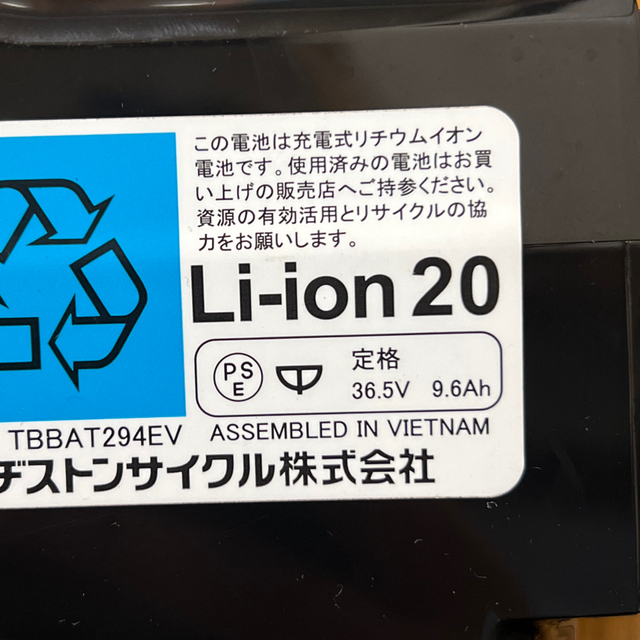 この電池は充電式リチウムイオン
電池です。使用済みの電池はお買
い上げの販売店へご持参ください。
資源の有効活用とリサイクルの協
力をお願いします。
Li-ion 20
PS
E
定格
36.5V 9.6Ah
TBBAT294EV ASSEMBLED IN VIETNAM
ヂストンサイクル株式会社